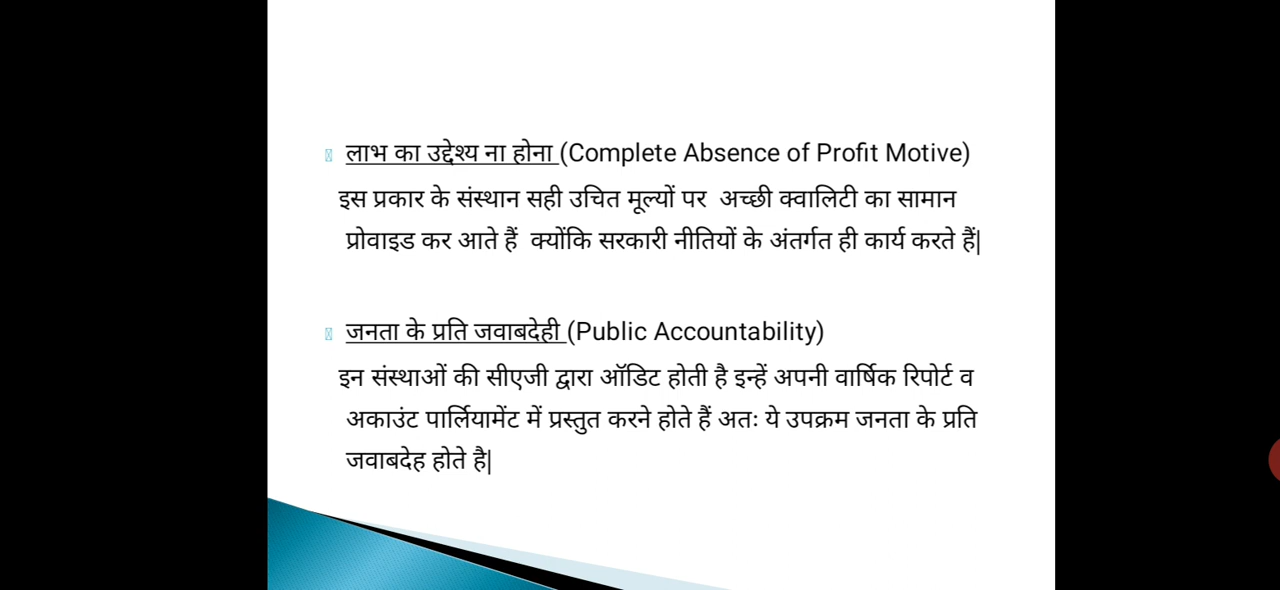 लाभ का उद्देश्य ना होना (Complete Absence of Profit Motive)
इस प्रकार के संस्थान सही उचित मूल्यों पर अच्छी क्वालिटी का सामान
प्रोवाइड कर आते हैं क्योंकि सरकारी नीतियों के अंतर्गत ही कार्य करते हैं|
जनता के प्रति जवाबदेही (Public Accountability)
इन संस्थाओं की सीएजी द्वारा ऑडिट होती है इन्हें अपनी वार्षिक रिपोर्ट व
अकाउंट पार्लियामेंट में प्रस्तुत करने होते हैं अतः ये उपक्रम जनता के प्रति
जवाबदेह होते है|